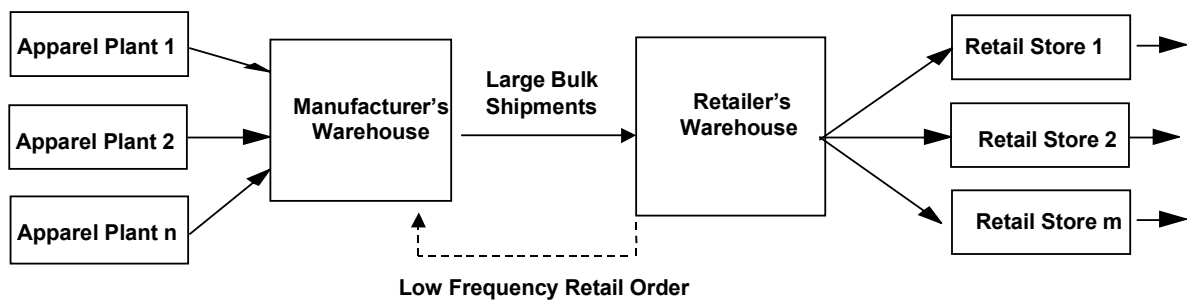 Apparel Plant 1
Apparel Plant 2
Apparel Plant n
Manufacturer's
Warehouse
Large Bulk
Shipments
Retailer's
Warehouse
Retail Store 1
Retail Store 2
Retail Store m
Low Frequency Retail Order